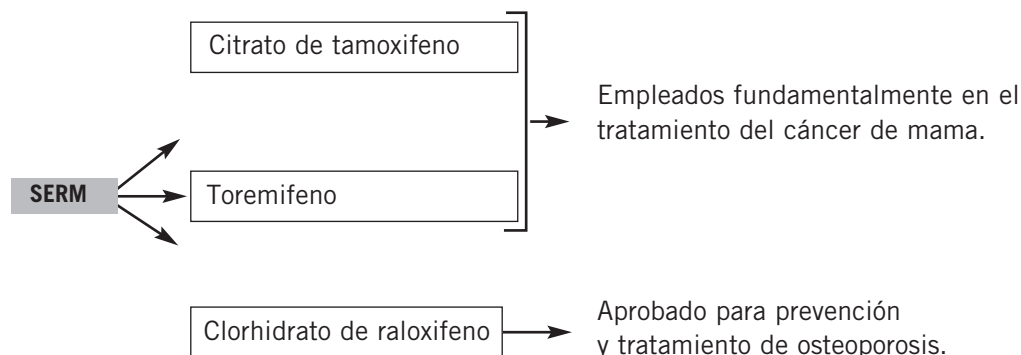 Citrato de tamoxifeno
Empleados fundamentalmente en el
tratamiento del cáncer de mama.
SERM
Toremifeno
Clorhidrato de raloxifeno
Aprobado para prevención
y tratamiento de osteoporosis.